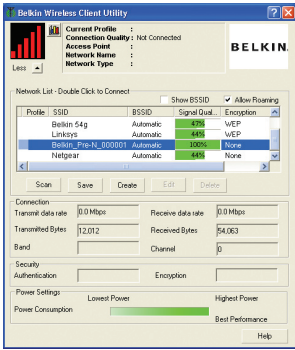 Belkin Wireless Client Utility
Current Profile :
Connection Quality : Not Connected
Access Point :
Network Name :
Network Type :
Less
BELKIN.
Network List - Double Click to Connect
Show BSSID Allow Roaming
Profile SSID BSSID Signal Qual... Encryption
Belkin 54g Automatic 47% WEP
Linksys Automatic 44% WEP
Belkin_Pre-N_000001 Automatic 100% None
Netgear Automatic 44% None
Scan Save Create Edit Delete
Connection
Transmit data rate 0.0 Mbps Receive data rate 0.0 Mbps
Transmitted Bytes 12,012 Received Bytes 54,063
Band Channel 0
Security
Authentication Encryption
Power Settings
Lowest Power Highest Power
Power Consumption
Best Performance
Help